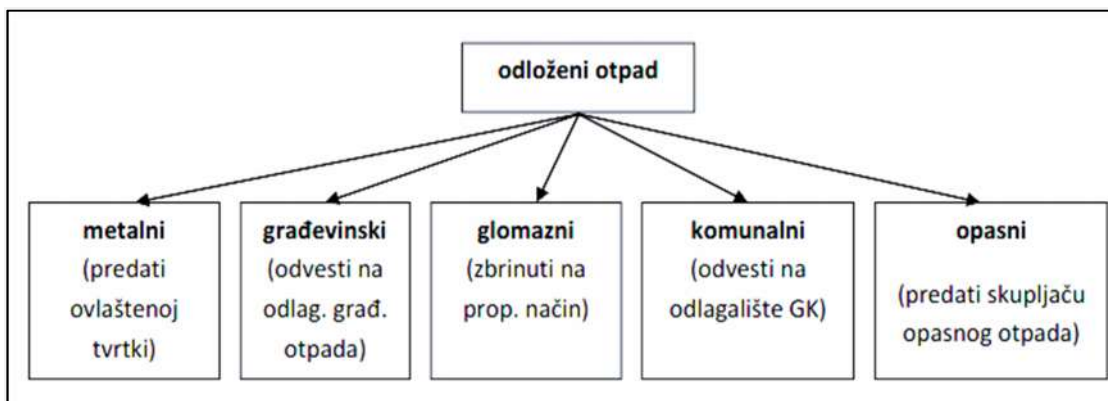 odloženi otpad
metalni
(predati
ovlaštenoj
tvrtki)
građevinski
(odvesti na
odlag. građ.
otpada)
glomazni
(zbrinuti na
prop. način)
komunalni
(odvesti na
odlagalište GK)
opasni
(predati skupljaču
opasnog otpada)